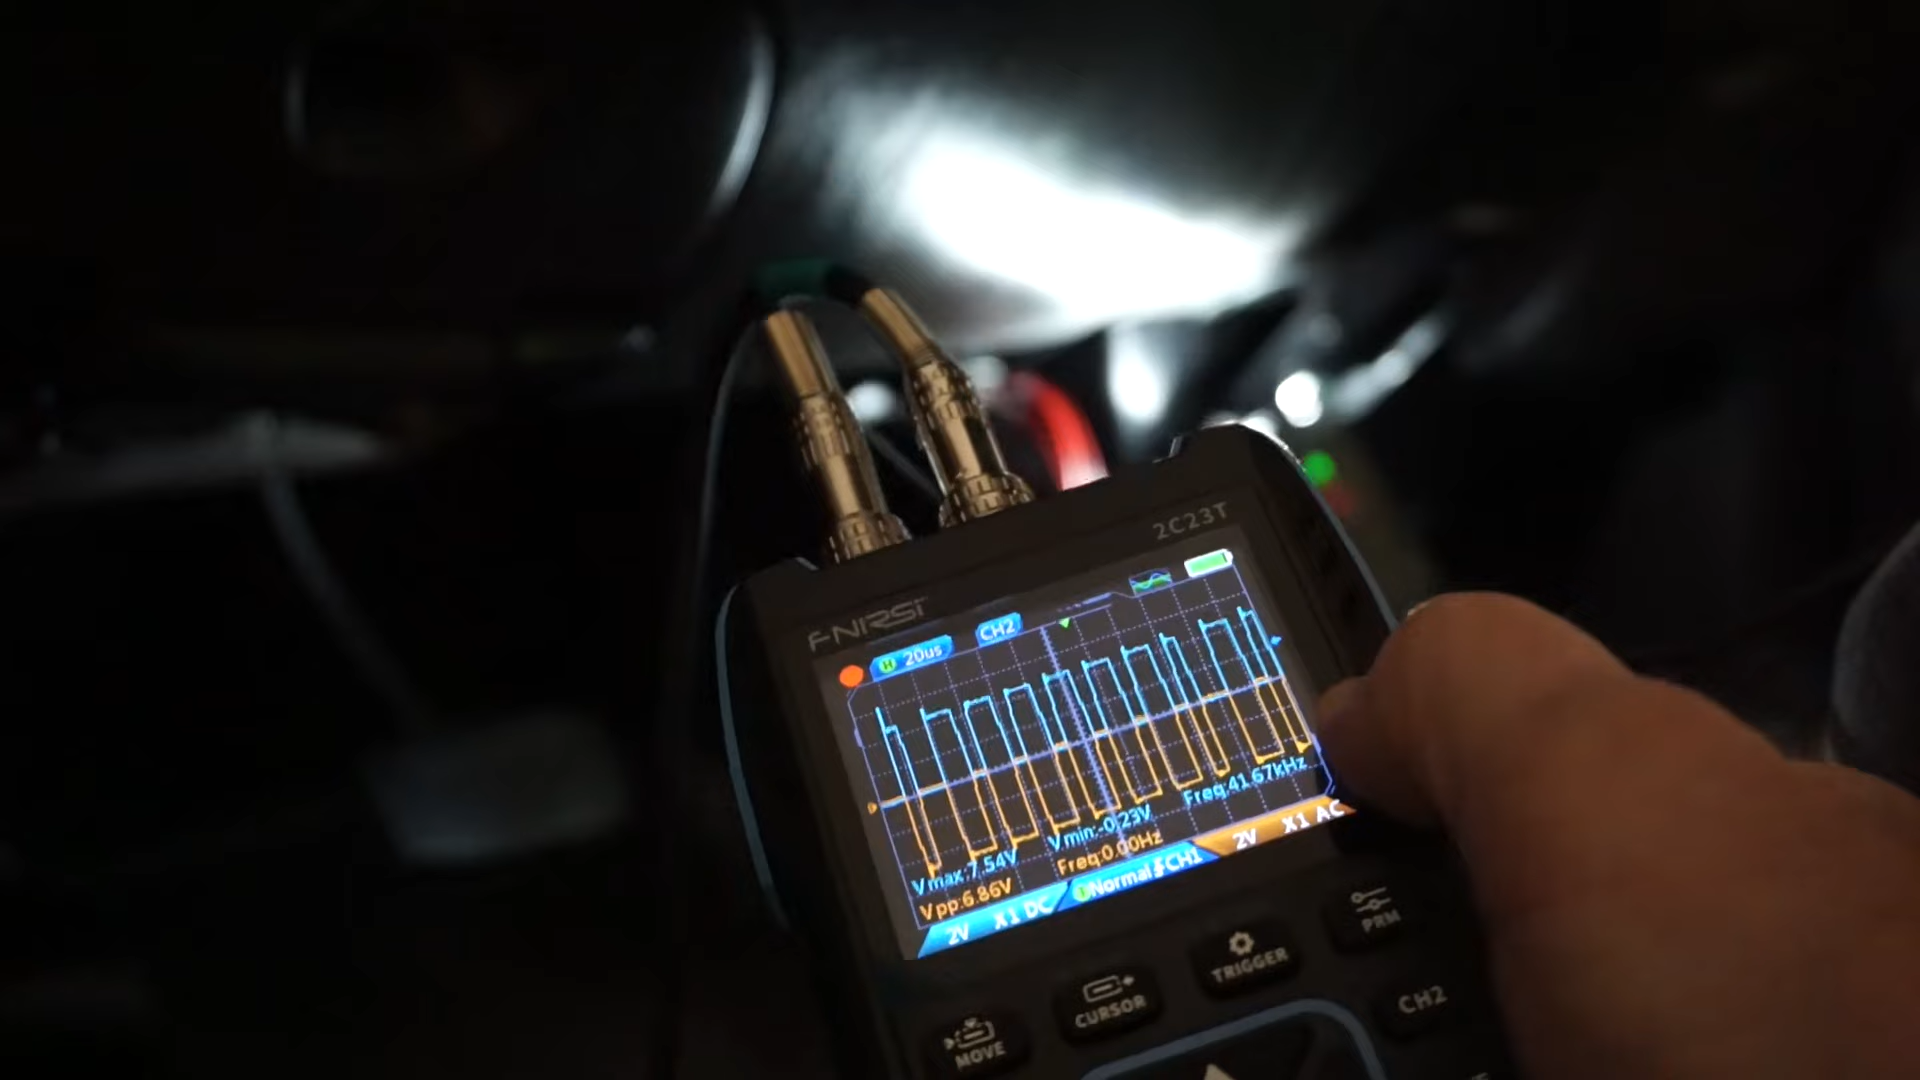 2C23T
FNIRSI
20us CH2
Vmax:7.54V Vmin:-0.23V Freq:41.67kHz
Vpp:6.86V Freq:0.00Hz
2V X1 DC Normal CH1 2V X1 AC
MOVE CURSOR TRIGGER PRM
CH2